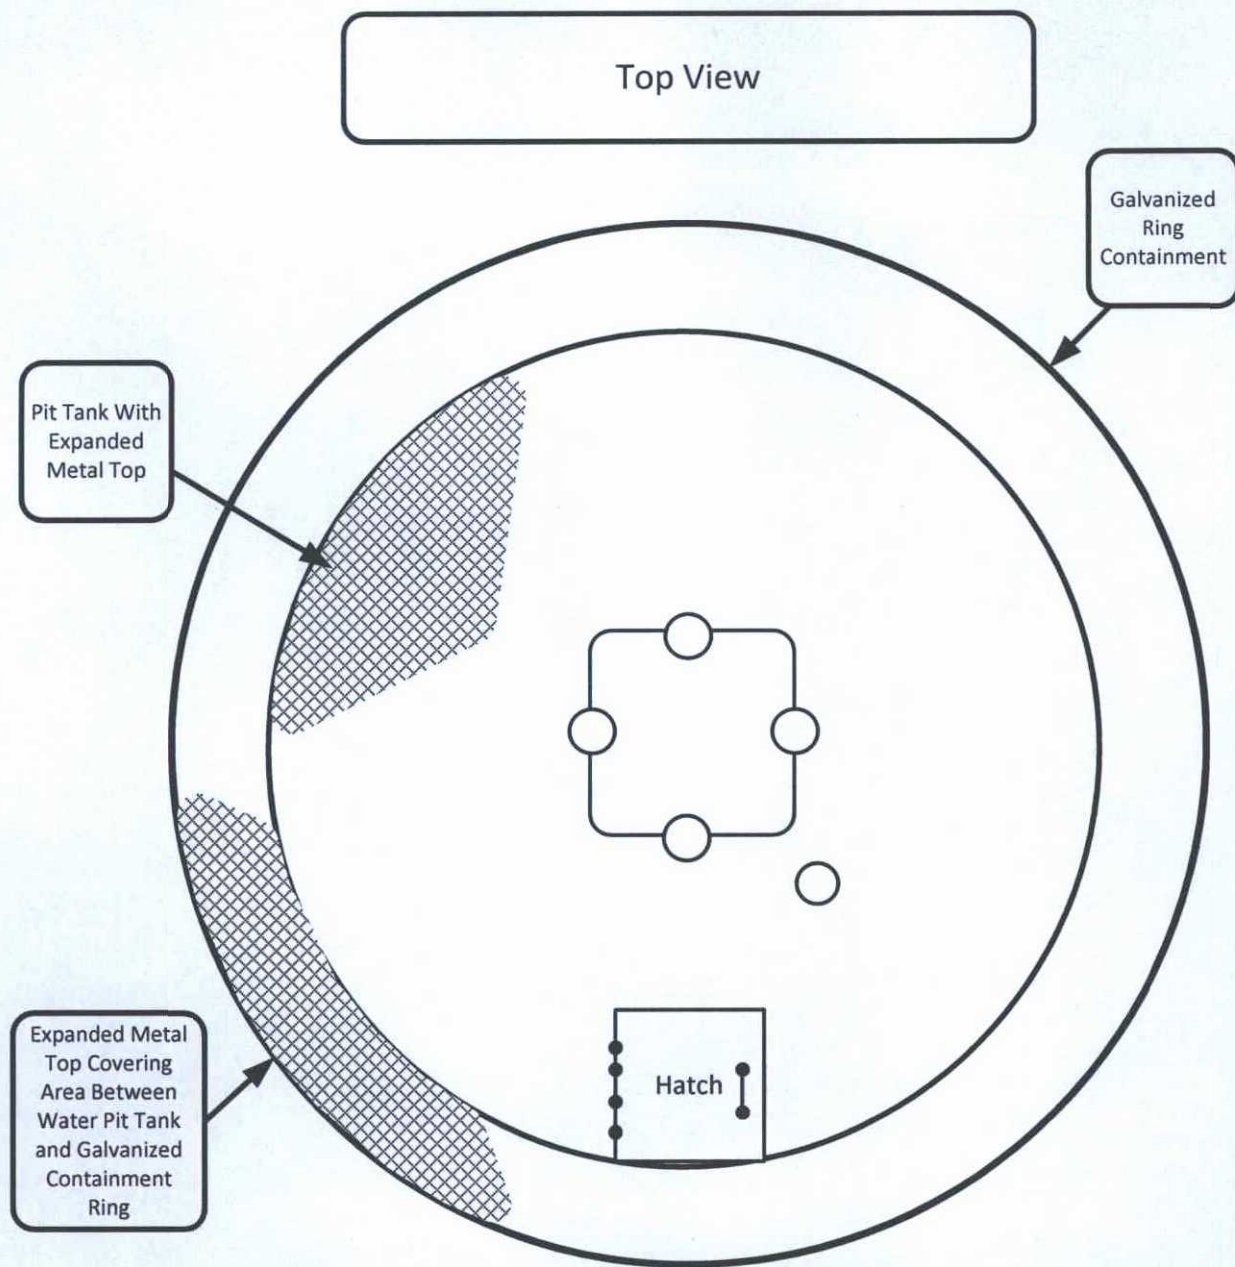 Top View
Galvanized
Ring
Containment
Pit Tank With
Expanded
Metal Top
Expanded Metal
Top Covering
Area Between
Water Pit Tank
and Galvanized
Containment
Ring
Hatch